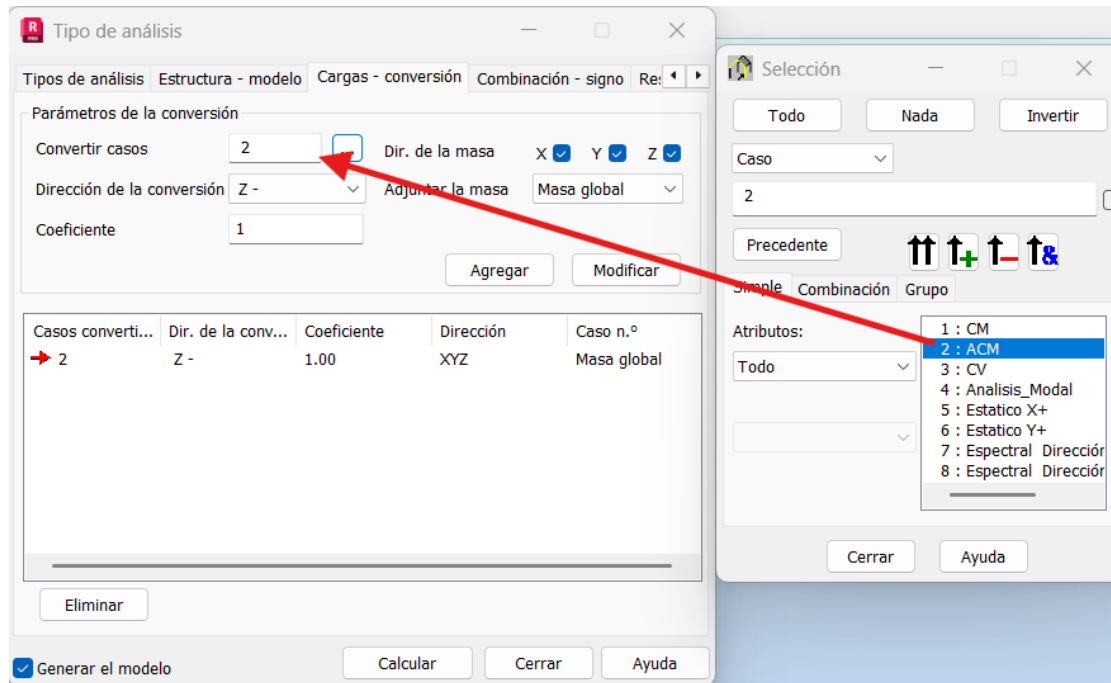 R PRO Tipo de análisis
Tipos de análisis Estructura - modelo Cargas - conversión Combinación - signo Re:
Parámetros de la conversión
Convertir casos 2 ... Dir. de la masa X Y Z
Dirección de la conversión Z - Adjuntar la masa Masa global
Coeficiente 1
Agregar Modificar
Casos converti... Dir. de la conv... Coeficiente Dirección Caso n.º
2 Z - 1.00 XYZ Masa global
Eliminar
Generar el modelo Calcular Cerrar Ayuda
Selección
Todo Nada Invertir
Caso
2
Precedente &
Simple Combinación Grupo
Atributos:
Todo
1 : CM
2 : ACM
3 : CV
4 : Analisis_Modal
5 : Estatico X+
6 : Estatico Y+
7 : Espectral Direcciór
8 : Espectral Direcciór
Cerrar Ayuda